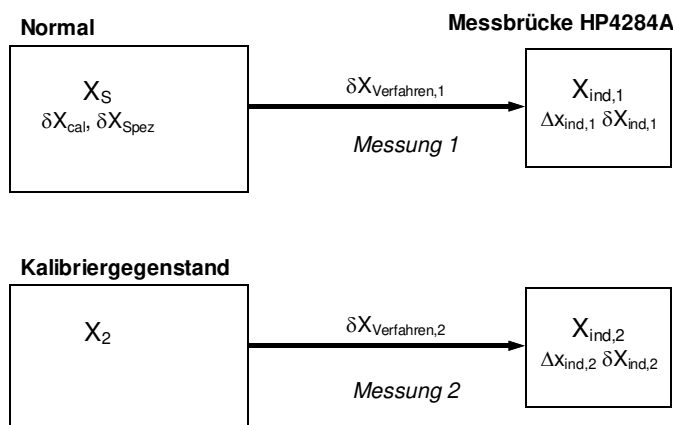 Normal
Messbrücke HP4284A
X_S
δX_cal, δX_Spez
δX_Verfahren,1
Messung 1
X_ind,1
Δx_ind,1 δX_ind,1
Kalibriergegenstand
X_2
δX_Verfahren,2
Messung 2
X_ind,2
Δx_ind,2 δX_ind,2